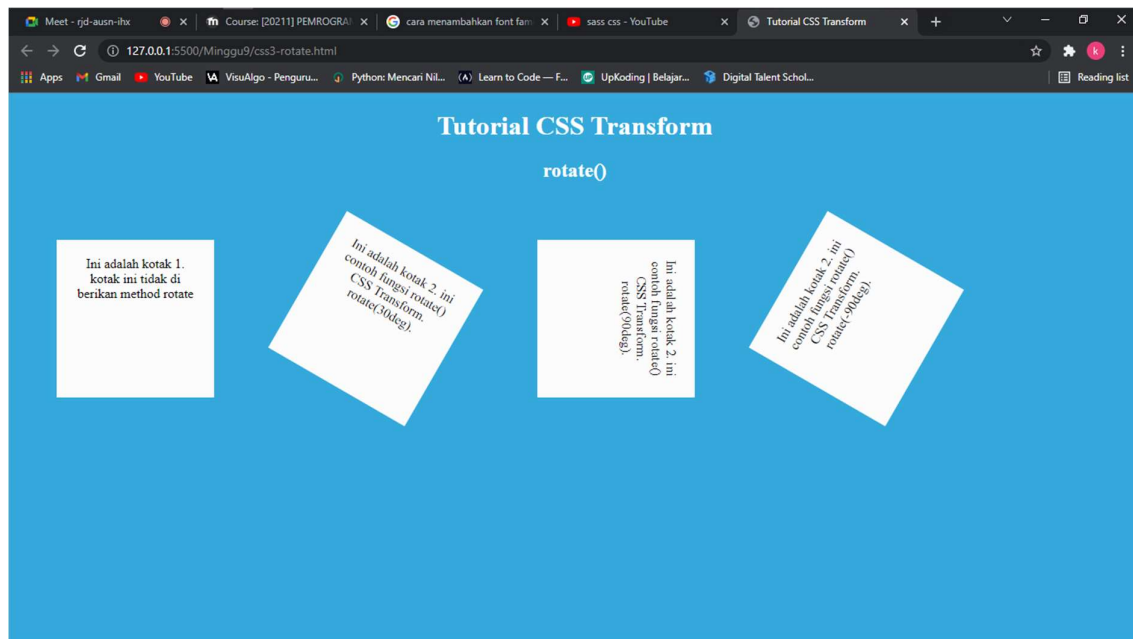 Meet - rjd-ausn-ihx
Course: [20211] PEMROGRA
cara menambahkan font fam
sass css - YouTube
Tutorial CSS Transform
127.0.0.1:5500/Minggu9/css3-rotate.html
k
Apps
Gmail
YouTube
VisuAlgo - Penguru...
Python: Mencari Nil...
Learn to Code — F...
UpKoding | Belajar...
Digital Talent Schol...
Reading list
Tutorial CSS Transform
rotate()
Ini adalah kotak 1.
kotak ini tidak di
berikan method rotate
Ini adalah kotak 2. ini
contoh fungsi rotate()
CSS Transform.
rotate(30deg).
Ini adalah kotak 2. ini
contoh fungsi rotate()
CSS Transform.
rotate(90deg).
Ini adalah kotak 2. ini
contoh fungsi rotate()
CSS Transform.
rotate(-90deg).